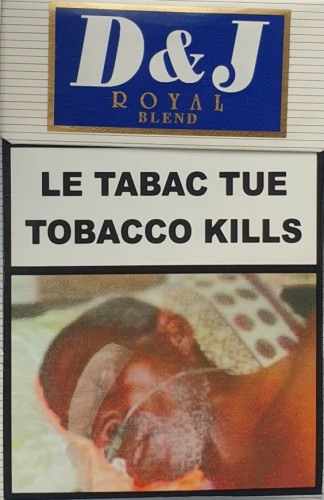 D&J
ROYAL
BLEND
LE TABAC TUE
TOBACCO KILLS